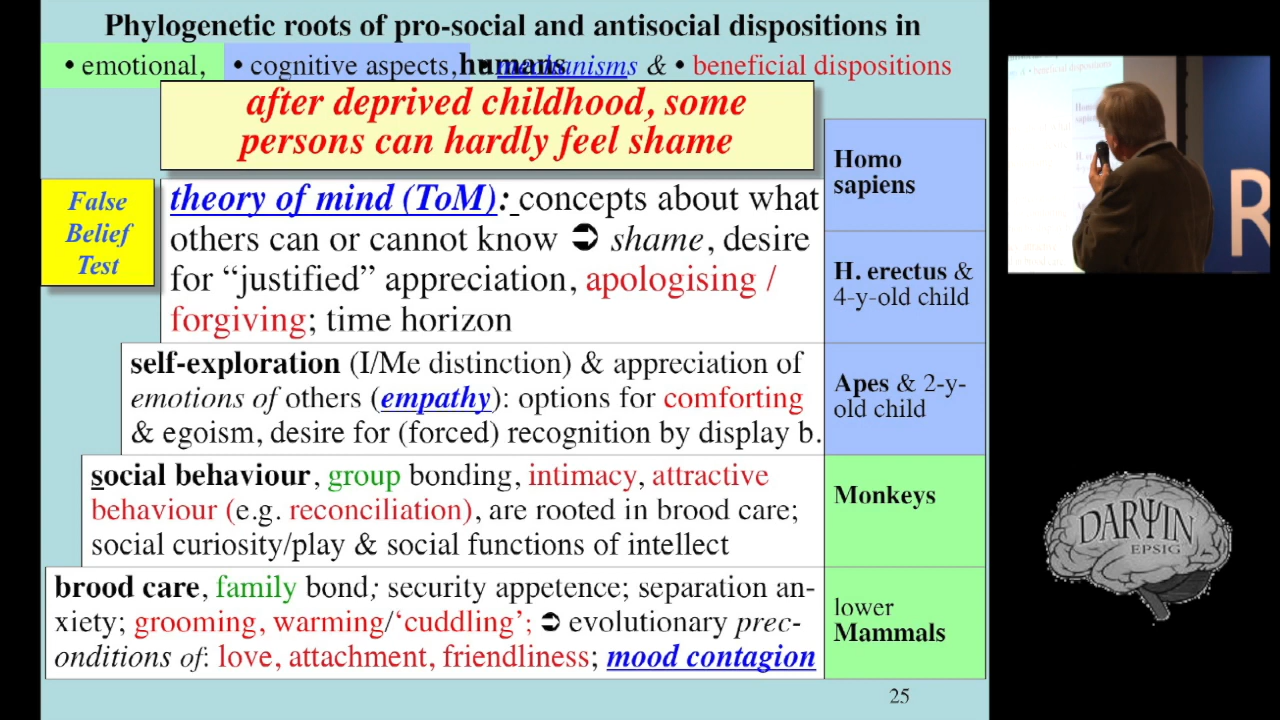 Phylogenetic roots of pro-social and antisocial dispositions in
humans
• emotional, • cognitive aspects, • mechanisms & • beneficial dispositions
after deprived childhood, some
persons can hardly feel shame
Homo
sapiens
False
Belief
Test
theory of mind (ToM): concepts about what
others can or cannot know ➲ shame, desire
for “justified” appreciation, apologising /
forgiving; time horizon
H. erectus &
4-y-old child
self-exploration (I/Me distinction) & appreciation of
emotions of others (empathy): options for comforting
& egoism, desire for (forced) recognition by display b.
Apes & 2-y-
old child
social behaviour, group bonding, intimacy, attractive
behaviour (e.g. reconciliation), are rooted in brood care;
social curiosity/play & social functions of intellect
Monkeys
brood care, family bond; security appetence; separation an-
xiety; grooming, warming/‘cuddling’; ➲ evolutionary prec-
onditions of: love, attachment, friendliness; mood contagion
lower
Mammals
25
R
DARΨIN
EPSIG